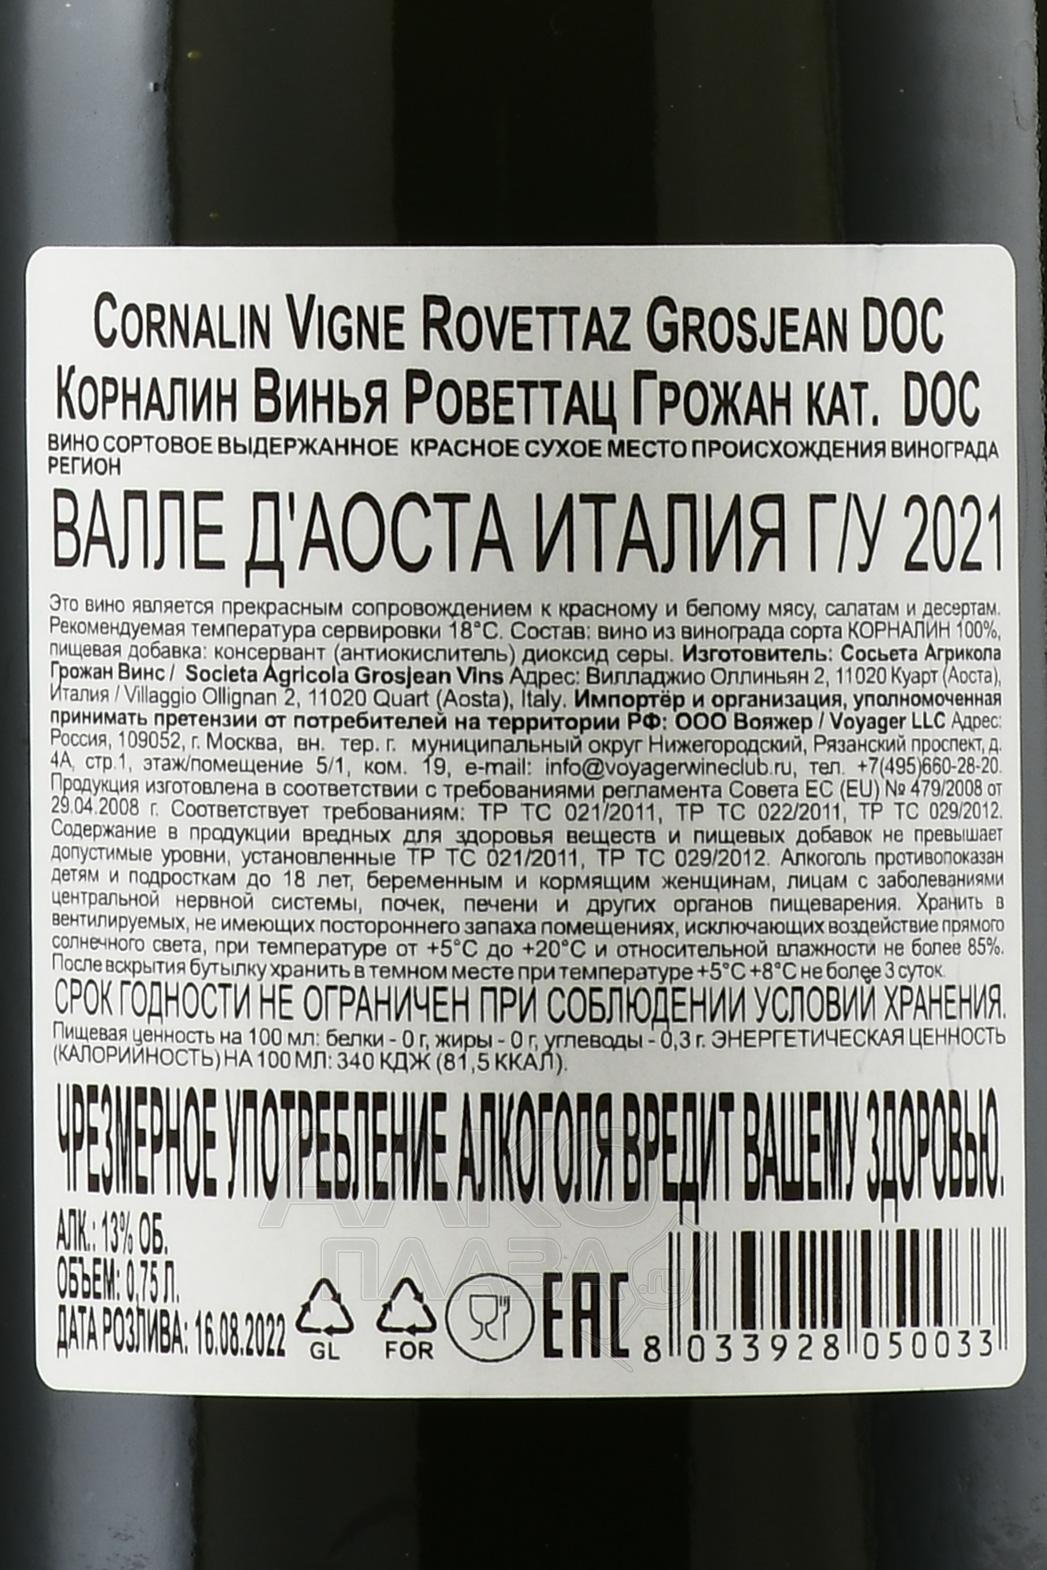 CORNALIN VIGNE ROVETTAZ GROSJEAN DOC
КОРНАЛИН ВИНЬЯ РОВЕТТАЦ ГРОЖАН КАТ. DOC
ВИНО СОРТОВОЕ ВЫДЕРЖАННОЕ КРАСНОЕ СУХОЕ МЕСТО ПРОИСХОЖДЕНИЯ ВИНОГРАДА
РЕГИОН
ВАЛЛЕ Д'АОСТА ИТАЛИЯ Г/У 2021
Это вино является прекрасным сопровождением к красному и белому мясу, салатам и десертам.
Рекомендуемая температура сервировки 18°С. Состав: вино из винограда сорта КОРНАЛИН 100%,
пищевая добавка: консервант (антиокислитель) диоксид серы. Изготовитель: Сосьета Агрикола
Грожан Винс / Societa Agricola Grosjean Vins Адрес: Вилладжио Оллиньян 2, 11020 Куарт (Аоста),
Италия / Villaggio Ollignan 2, 11020 Quart (Aosta), Italy. Импортёр и организация, уполномоченная
принимать претензии от потребителей на территории РФ: ООО Вояжер / Voyager LLC Адрес:
Россия, 109052, г. Москва, вн. тер. г. муниципальный округ Нижегородский, Рязанский проспект, д.
4А, стр.1, этаж/помещение 5/1, ком. 19, e-mail: info@voyagerwineclub.ru, тел. +7(495)660-28-20.
Продукция изготовлена в соответствии с требованиями регламента Совета ЕС (EU) № 479/2008 от
29.04.2008 г. Соответствует требованиям: ТР ТС 021/2011, ТР ТС 022/2011, ТР ТС 029/2012.
Содержание в продукции вредных для здоровья веществ и пищевых добавок не превышает
допустимые уровни, установленные ТР ТС 021/2011, ТР ТС 029/2012. Алкоголь противопоказан
детям и подросткам до 18 лет, беременным и кормящим женщинам, лицам с заболеваниями
центральной нервной системы, почек, печени и других органов пищеварения. Хранить в
вентилируемых, не имеющих постороннего запаха помещениях, исключающих воздействие прямого
солнечного света, при температуре от +5°С до +20°С и относительной влажности не более 85%.
После вскрытия бутылку хранить в темном месте при температуре +5°С +8°С не более 3 суток.
СРОК ГОДНОСТИ НЕ ОГРАНИЧЕН ПРИ СОБЛЮДЕНИИ УСЛОВИЙ ХРАНЕНИЯ.
Пищевая ценность на 100 мл: белки - 0 г, жиры - 0 г, углеводы - 0,3 г. ЭНЕРГЕТИЧЕСКАЯ ЦЕННОСТЬ
(КАЛОРИЙНОСТЬ) НА 100 МЛ: 340 КДЖ (81,5 ККАЛ).
ЧРЕЗМЕРНОЕ УПОТРЕБЛЕНИЕ АЛКОГОЛЯ ВРЕДИТ ВАШЕМУ ЗДОРОВЬЮ.
АЛК.: 13% ОБ.
ОБЪЕМ: 0,75 Л.
ДАТА РОЗЛИВА: 16.08.2022
GL
FOR
EAC
8 033928 050033
АЛКО
ПЛАЗА.ru